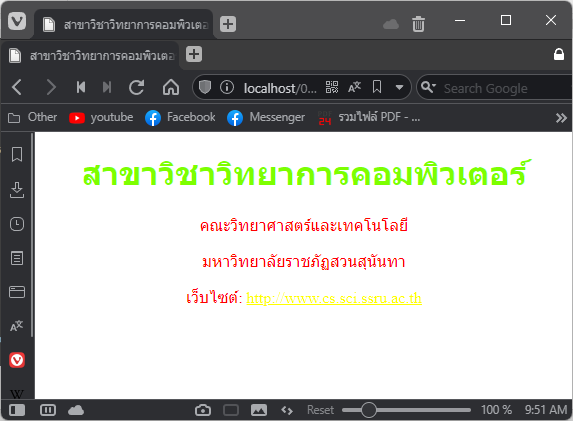 สาขาวิชาวิทยาการคอมพิวเตอ
สาขาวิชาวิทยาการคอมพิวเตอ
localhost/0... Search Google
Other youtube Facebook Messenger รวมไฟล์ PDF - ...
สาขาวิชาวิทยาการคอมพิวเตอร์
คณะวิทยาศาสตร์และเทคโนโลยี
มหาวิทยาลัยราชภัฏสวนสุนันทา
เว็บไซต์: http://www.cs.sci.ssru.ac.th
W
Reset 100 % 9:51 AM